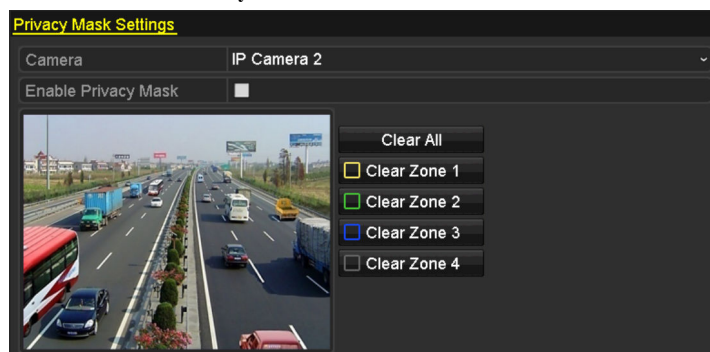 Privacy Mask Settings
Camera IP Camera 2
Enable Privacy Mask
Clear All
Clear Zone 1
Clear Zone 2
Clear Zone 3
Clear Zone 4